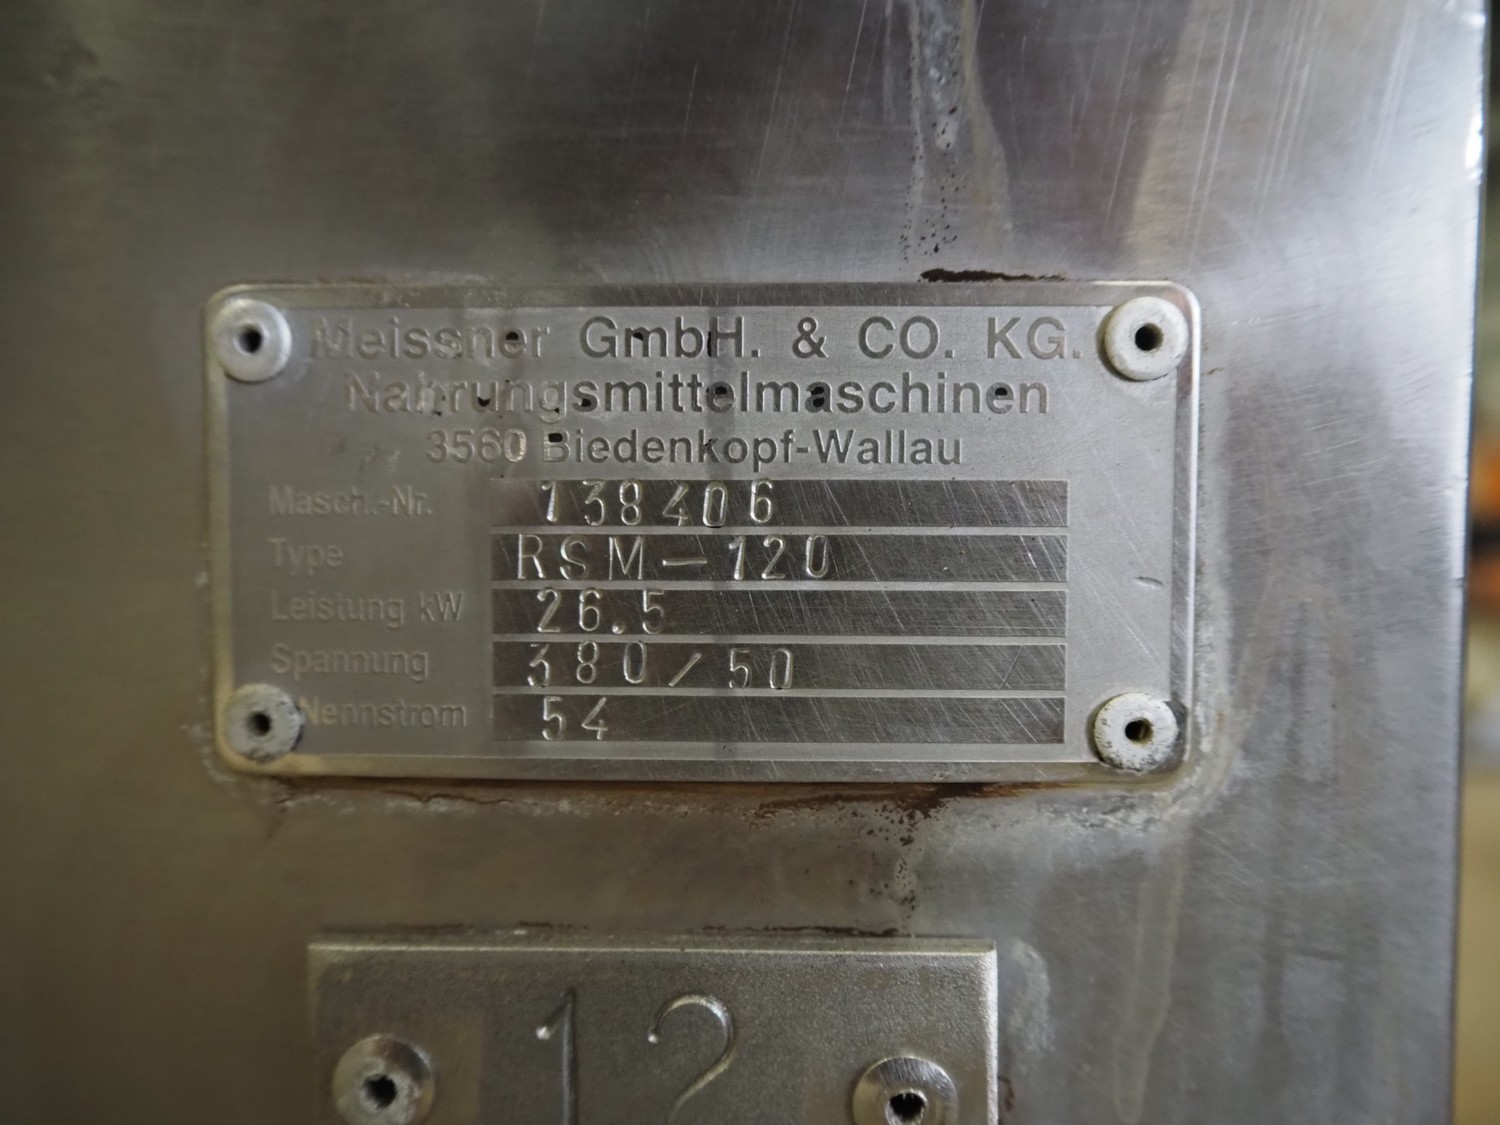 Meissner GmbH. & CO. KG.
Nahrungsmittelmaschinen
3560 Biedenkopf-Wallau
Masch.-Nr. 138406
Type RSM-120
Leistung kW 26.5
Spannung 380/50
Nennstrom 54
12